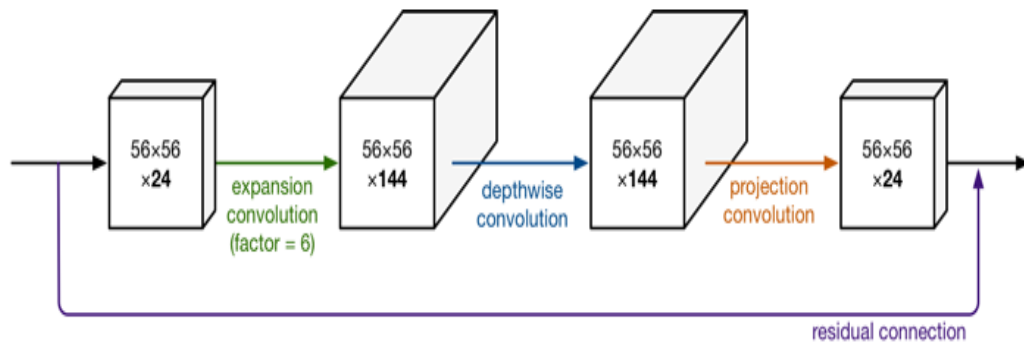 56×56
×24
expansion
convolution
(factor = 6)
56×56
×144
depthwise
convolution
56×56
×144
projection
convolution
56×56
×24
residual connection